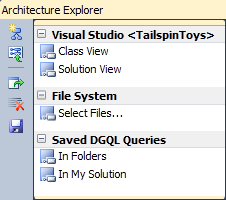 Architecture Explorer
Visual Studio <TailspinToys>
Class View
Solution View
File System
Select Files...
Saved DGQL Queries
In Folders
In My Solution